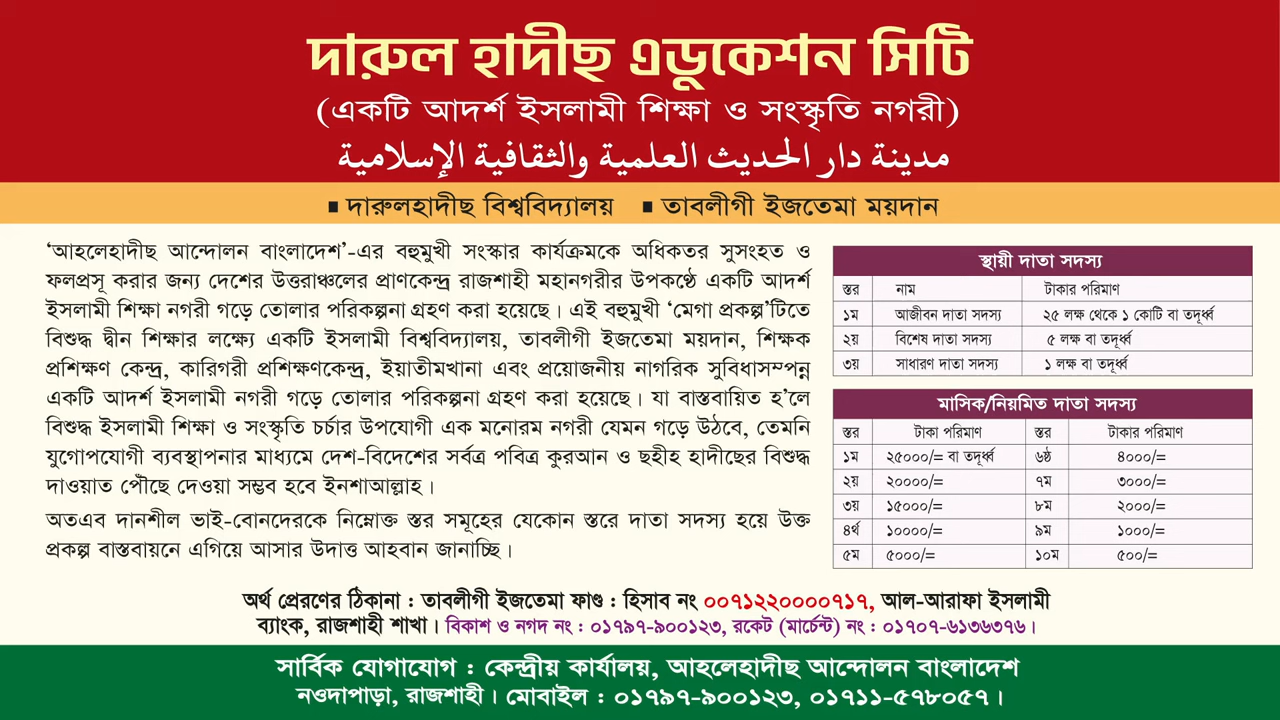 দারুল হাদীছ এডুকেশন সিটি
(একটি আদর্শ ইসলামী শিক্ষা ও সংস্কৃতি নগরী)
مدينة دار الحديث العلمية والثقافية الإسلامية
■ দারুলহাদীছ বিশ্ববিদ্যালয় ■ তাবলীগী ইজতেমা ময়দান
‘আহলেহাদীছ আন্দোলন বাংলাদেশ’-এর বহুমুখী সংস্কার কার্যক্রমকে অধিকতর সুসংহত ও
ফলপ্রসূ করার জন্য দেশের উত্তরাঞ্চলের প্রাণকেন্দ্র রাজশাহী মহানগরীর উপকণ্ঠে একটি আদর্শ
ইসলামী শিক্ষা নগরী গড়ে তোলার পরিকল্পনা গ্রহণ করা হয়েছে। এই বহুমুখী ‘মেগা প্রকল্প’টিতে
বিশুদ্ধ দ্বীন শিক্ষার লক্ষ্যে একটি ইসলামী বিশ্ববিদ্যালয়, তাবলীগী ইজতেমা ময়দান, শিক্ষক
প্রশিক্ষণ কেন্দ্র, কারিগরী প্রশিক্ষণকেন্দ্র, ইয়াতীমখানা এবং প্রয়োজনীয় নাগরিক সুবিধাসম্পন্ন
একটি আদর্শ ইসলামী নগরী গড়ে তোলার পরিকল্পনা গ্রহণ করা হয়েছে। যা বাস্তবায়িত হ’লে
বিশুদ্ধ ইসলামী শিক্ষা ও সংস্কৃতি চর্চার উপযোগী এক মনোরম নগরী যেমন গড়ে উঠবে, তেমনি
যুগোপযোগী ব্যবস্থাপনার মাধ্যমে দেশ-বিদেশের সর্বত্র পবিত্র কুরআন ও ছহীহ হাদীছের বিশুদ্ধ
দাওয়াত পৌঁছে দেওয়া সম্ভব হবে ইনশাআল্লাহ।
অতএব দানশীল ভাই-বোনদেরকে নিম্নোক্ত স্তর সমূহের যেকোন স্তরে দাতা সদস্য হয়ে উক্ত
প্রকল্প বাস্তবায়নে এগিয়ে আসার উদাত্ত আহবান জানাচ্ছি।
স্থায়ী দাতা সদস্য
স্তর নাম টাকার পরিমাণ
১ম আজীবন দাতা সদস্য ২৫ লক্ষ থেকে ১ কোটি বা তদূর্ধ্ব
২য় বিশেষ দাতা সদস্য ৫ লক্ষ বা তদূর্ধ্ব
৩য় সাধারণ দাতা সদস্য ১ লক্ষ বা তদূর্ধ্ব
মাসিক/নিয়মিত দাতা সদস্য
স্তর টাকা পরিমাণ স্তর টাকার পরিমাণ
১ম ২৫০০০/= বা তদূর্ধ্ব ৬ষ্ঠ ৪০০০/=
২য় ২০০০০/= ৭ম ৩০০০/=
৩য় ১৫০০০/= ৮ম ২০০০/=
৪র্থ ১০০০০/= ৯ম ১০০০/=
৫ম ৫০০০/= ১০ম ৫০০/=
অর্থ প্রেরণের ঠিকানা : তাবলীগী ইজতেমা ফাণ্ড : হিসাব নং ০০৭১২২০০০০৭১৭, আল-আরাফা ইসলামী
ব্যাংক, রাজশাহী শাখা। বিকাশ ও নগদ নং : ০১৭৯৭-৯০০১২৩, রকেট (মার্চেন্ট) নং : ০১৭০৭-৬১৩৬৩৭৬।
সার্বিক যোগাযোগ : কেন্দ্রীয় কার্যালয়, আহলেহাদীছ আন্দোলন বাংলাদেশ
নওদাপাড়া, রাজশাহী। মোবাইল : ০১৭৯৭-৯০০১২৩, ০১৭১১-৫৭৮০৫৭।